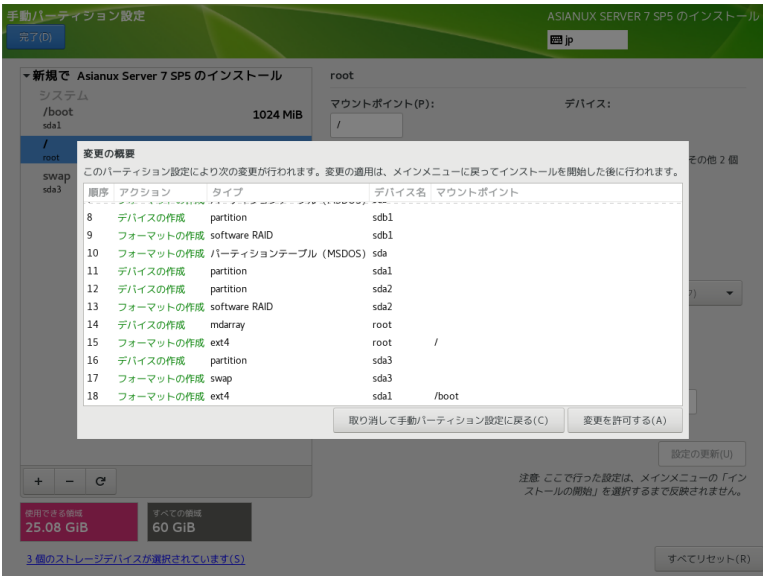 手動パーティション設定
ASIANUX SERVER 7 SP5 のインストール
完了(D)
jp
新規で Asianux Server 7 SP5 のインストール
システム
/boot
1024 MiB
sda1
/
root
swap
sda3
root
マウントポイント(P):
デバイス:
/
その他 2 個
変更の概要
このパーティション設定により次の変更が行われます。変更の適用は、メインメニューに戻ってインストールを開始した後に行われます。
順序 アクション タイプ デバイス名 マウントポイント
8 デバイスの作成 partition sdb1
9 フォーマットの作成 software RAID sdb1
10 フォーマットの作成 パーティションテーブル (MSDOS) sda
11 デバイスの作成 partition sda1
12 デバイスの作成 partition sda2
13 フォーマットの作成 software RAID sda2
14 デバイスの作成 mdarray root
15 フォーマットの作成 ext4 root /
16 デバイスの作成 partition sda3
17 フォーマットの作成 swap sda3
18 フォーマットの作成 ext4 sda1 /boot
取り消して手動パーティション設定に戻る(C)
変更を許可する(A)
設定の更新(U)
注意: ここで行った設定は、メインメニューの「イン
ストールの開始」を選択するまで反映されません。
+ −
使用できる領域
25.08 GiB
すべての領域
60 GiB
3 個のストレージデバイスが選択されています(S)
すべてリセット(R)